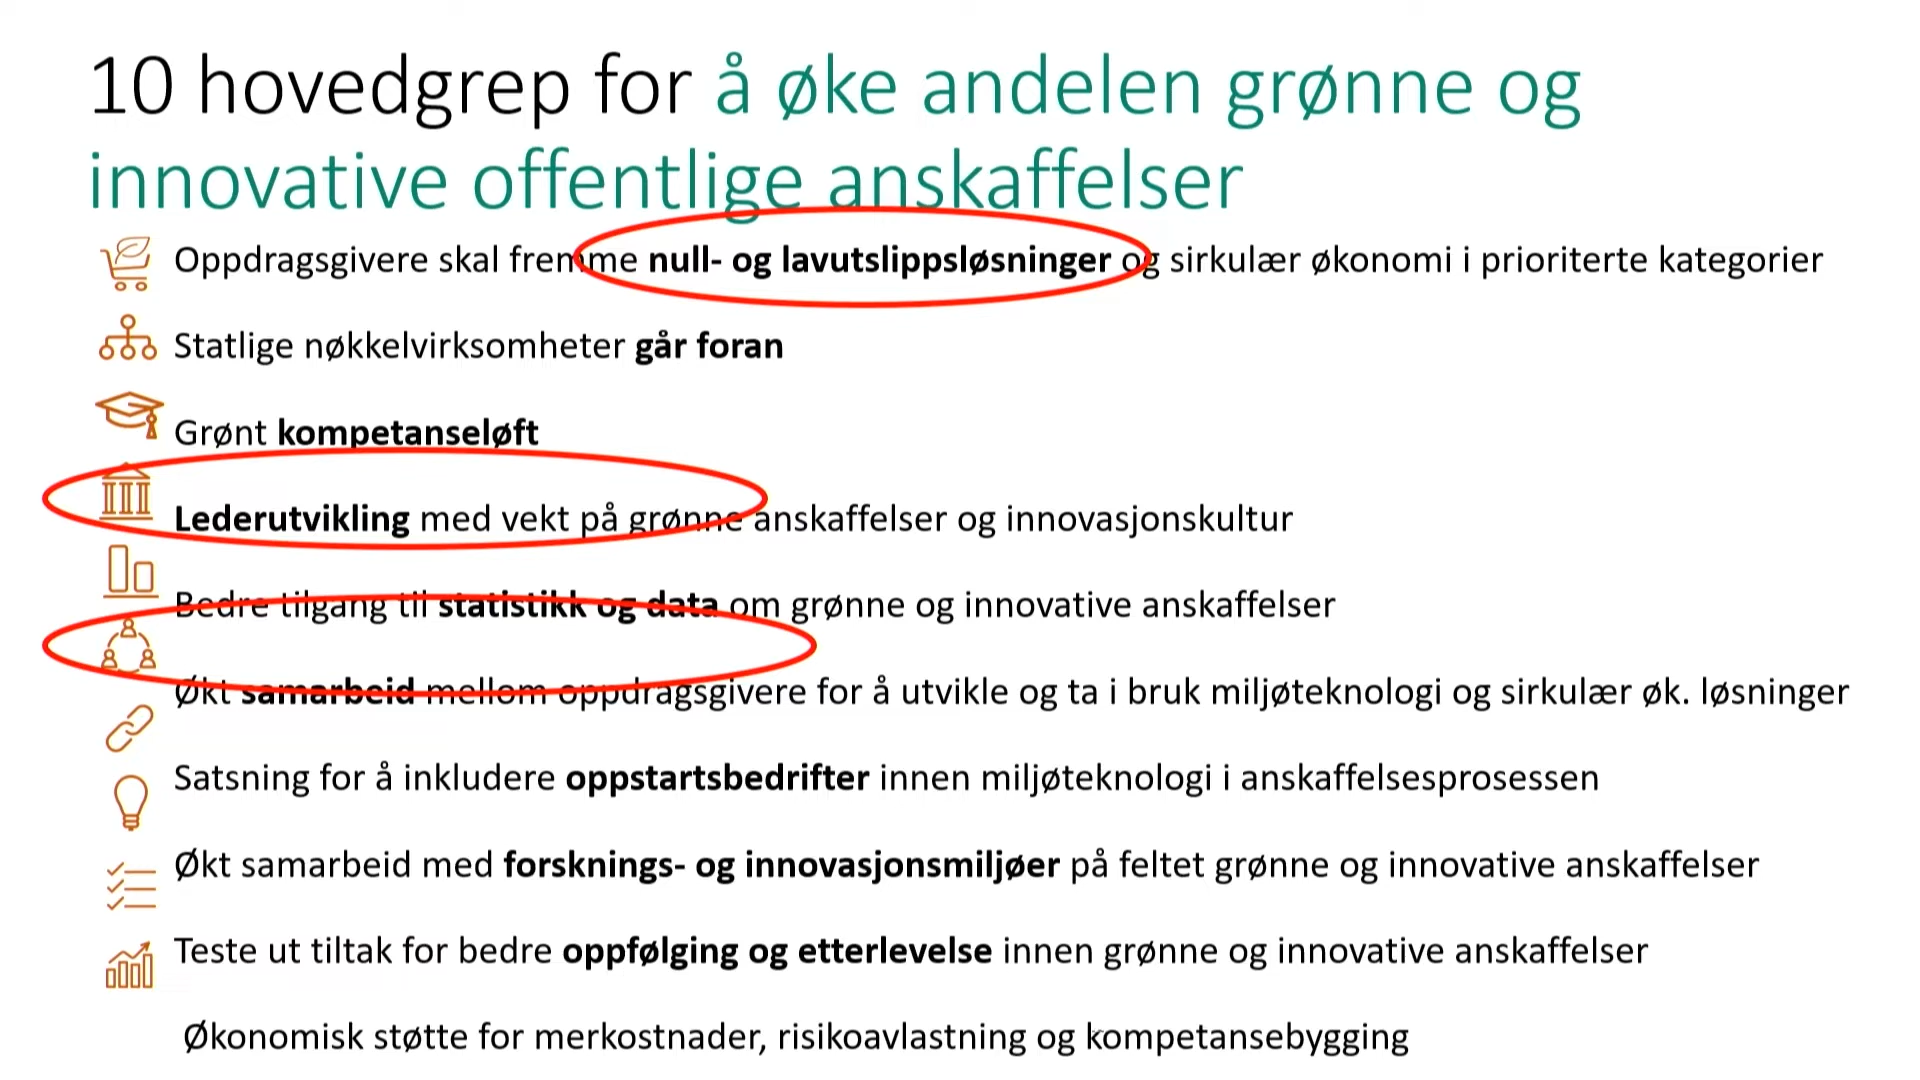 10 hovedgrep for å øke andelen grønne og
innovative offentlige anskaffelser
Oppdragsgivere skal fremme null- og lavutslippsløsninger og sirkulær økonomi i prioriterte kategorier
Statlige nøkkelvirksomheter går foran
Grønt kompetanseløft
Lederutvikling med vekt på grønne anskaffelser og innovasjonskultur
Bedre tilgang til statistikk og data om grønne og innovative anskaffelser
Økt samarbeid mellom oppdragsgivere for å utvikle og ta i bruk miljøteknologi og sirkulær øk. løsninger
Satsning for å inkludere oppstartsbedrifter innen miljøteknologi i anskaffelsesprosessen
Økt samarbeid med forsknings- og innovasjonsmiljøer på feltet grønne og innovative anskaffelser
Teste ut tiltak for bedre oppfølging og etterlevelse innen grønne og innovative anskaffelser
Økonomisk støtte for merkostnader, risikoavlastning og kompetansebygging